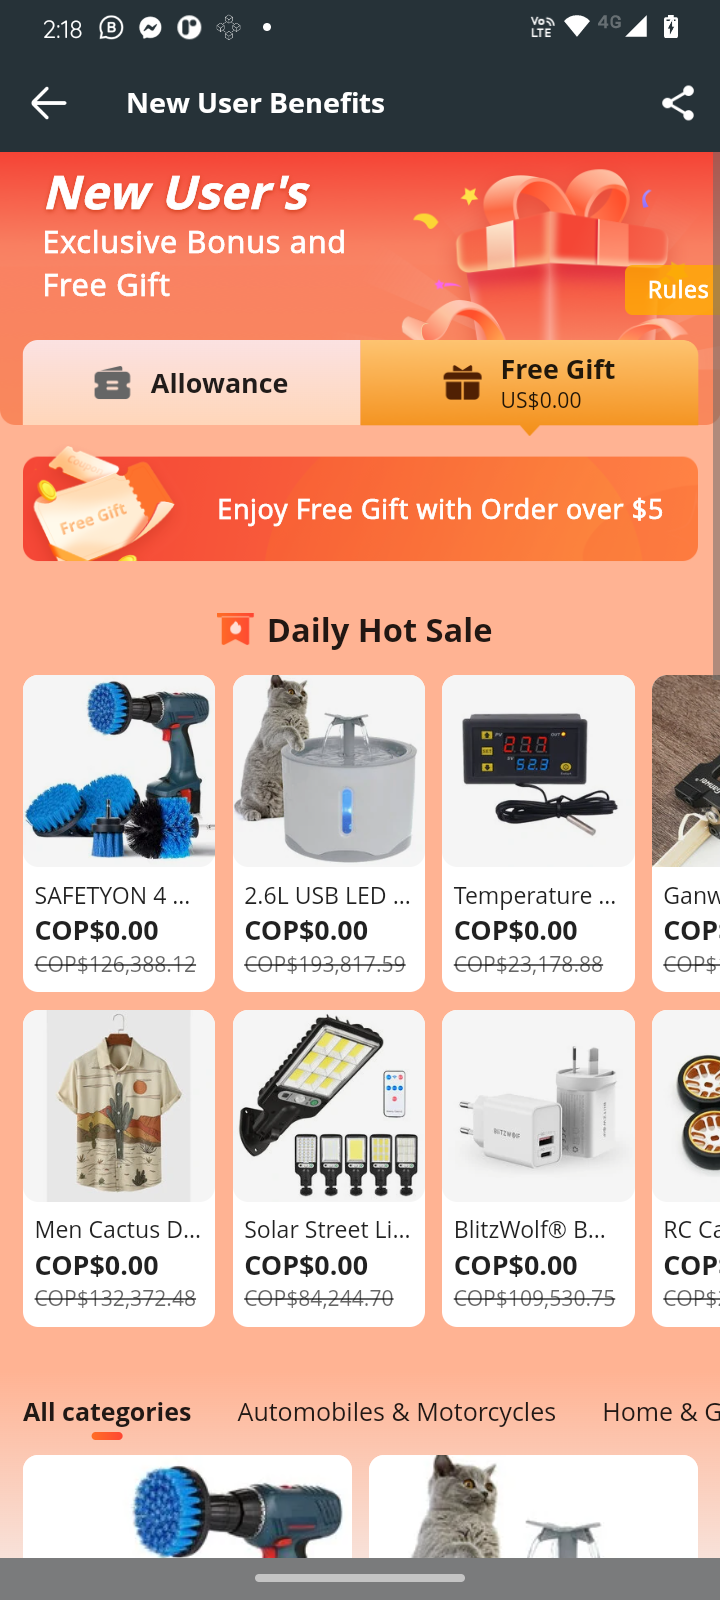 2:18
Vo LTE
4G
New User Benefits
New User's
Exclusive Bonus and
Free Gift
Rules
Allowance
Free Gift
US$0.00
Coupons
Free Gift
Enjoy Free Gift with Order over $5
Daily Hot Sale
SAFETYON 4 ...
2.6L USB LED ...
Temperature ...
Ganw
COP$0.00
COP$0.00
COP$0.00
COP$
COP$126,388.12
COP$193,817.59
COP$23,178.88
COP$
BLITZWOLF
Men Cactus D...
Solar Street Li...
BlitzWolf® B...
RC Ca
COP$0.00
COP$0.00
COP$0.00
COP$
COP$132,372.48
COP$84,244.70
COP$109,530.75
COP$
All categories
Automobiles & Motorcycles
Home & G